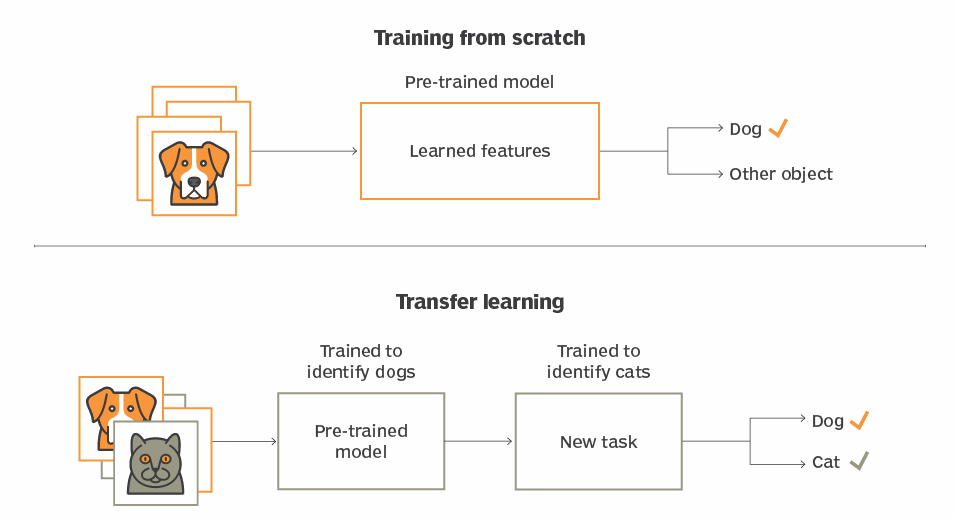 Training from scratch
Pre-trained model
Learned features
Dog
Other object
Transfer learning
Trained to
identify dogs
Trained to
identify cats
Pre-trained
model
New task
Dog
Cat